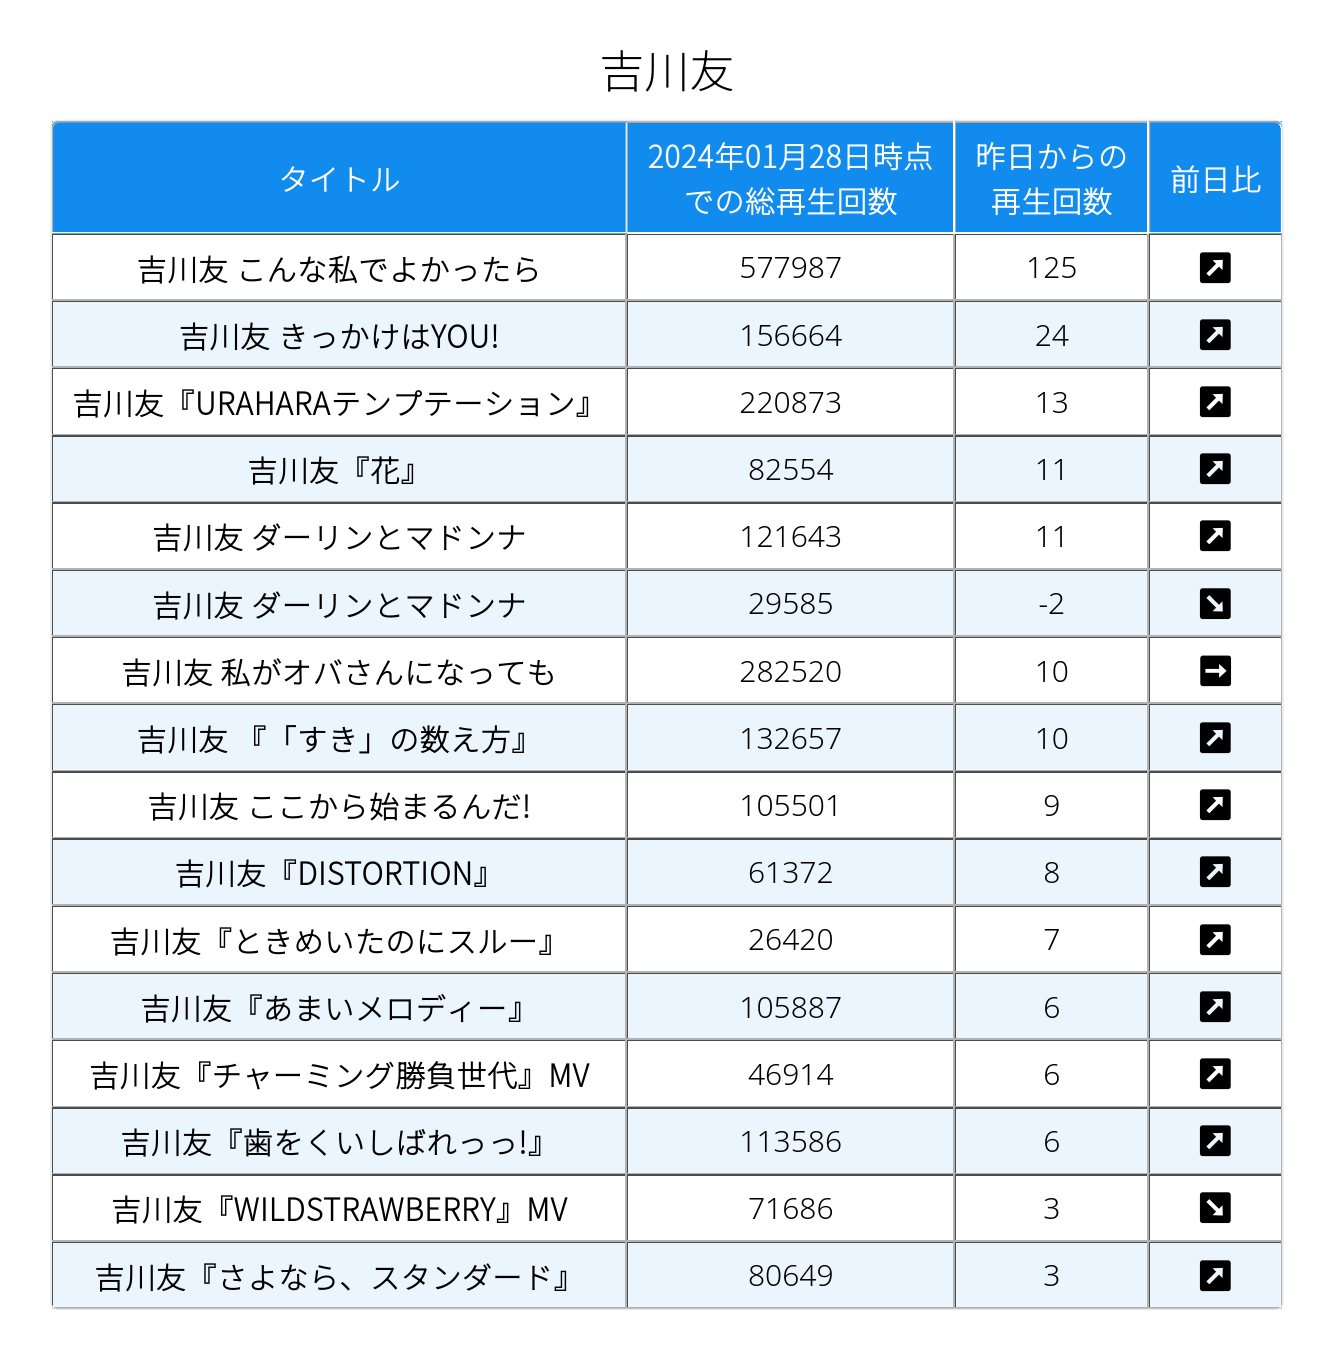 吉川友
タイトル 2024年01月28日時点での総再生回数 昨日からの再生回数 前日比
吉川友 こんな私でよかったら 577987 125 ↗
吉川友 きっかけはYOU! 156664 24 ↗
吉川友『URAHARAテンプテーション』 220873 13 ↗
吉川友『花』 82554 11 ↗
吉川友 ダーリンとマドンナ 121643 11 ↗
吉川友 ダーリンとマドンナ 29585 -2 ↘
吉川友 私がオバさんになっても 282520 10 →
吉川友 『「すき」の数え方』 132657 10 ↗
吉川友 ここから始まるんだ! 105501 9 ↗
吉川友『DISTORTION』 61372 8 ↗
吉川友『ときめいたのにスルー』 26420 7 ↗
吉川友『あまいメロディー』 105887 6 ↗
吉川友『チャーミング勝負世代』MV 46914 6 ↗
吉川友『歯をくいしばれっっ!』 113586 6 ↗
吉川友『WILDSTRAWBERRY』MV 71686 3 ↘
吉川友『さよなら、スタンダード』 80649 3 ↗